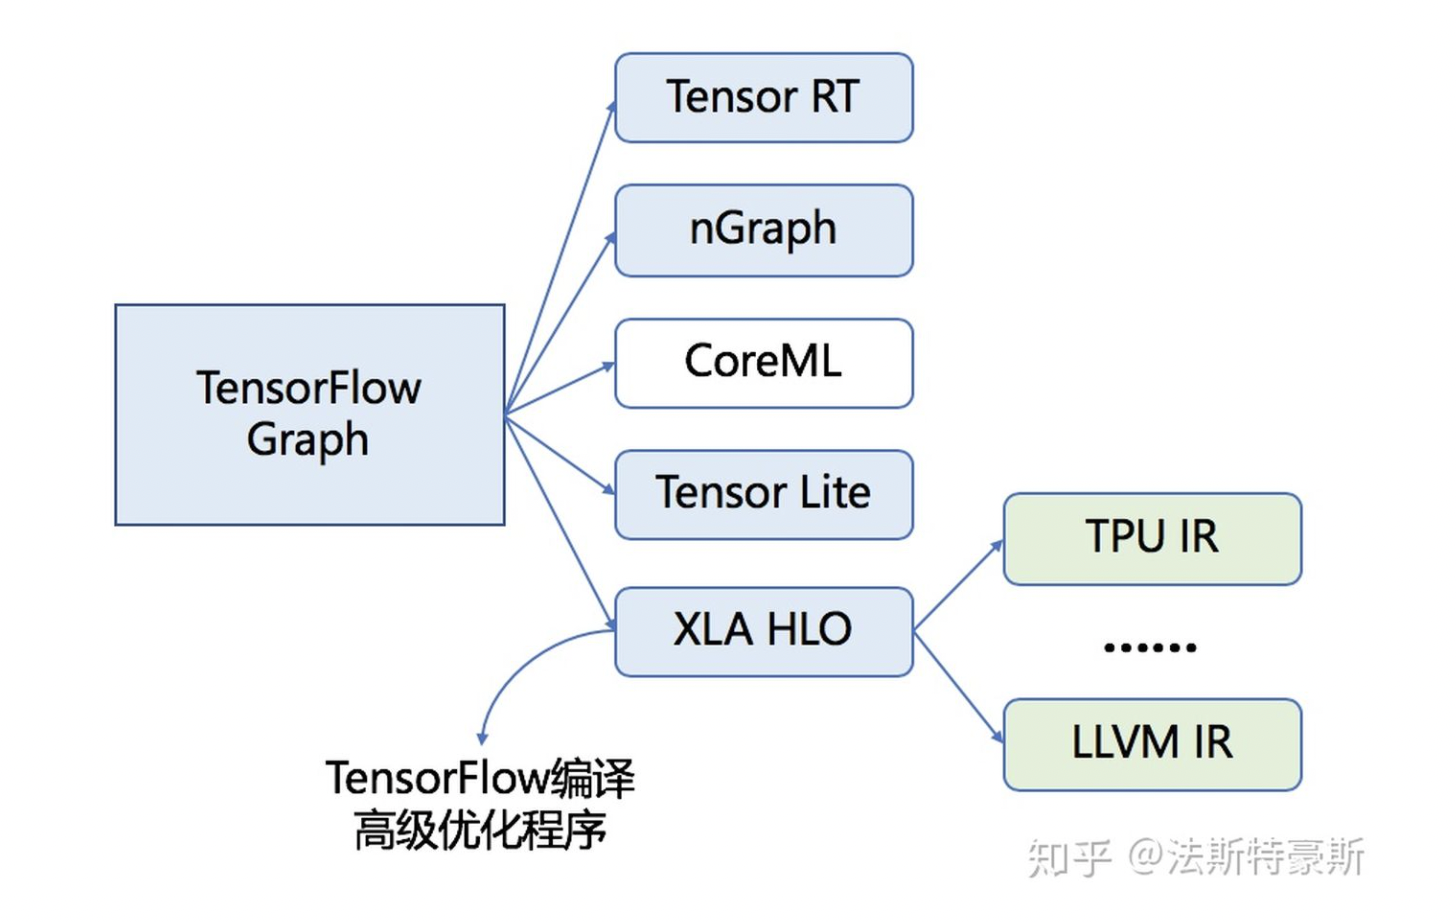 Tensor RT
nGraph
CoreML
TensorFlow
Graph
Tensor Lite
TPU IR
XLA HLO
......
LLVM IR
TensorFlow编译
高级优化程序
知乎 @法斯特豪斯